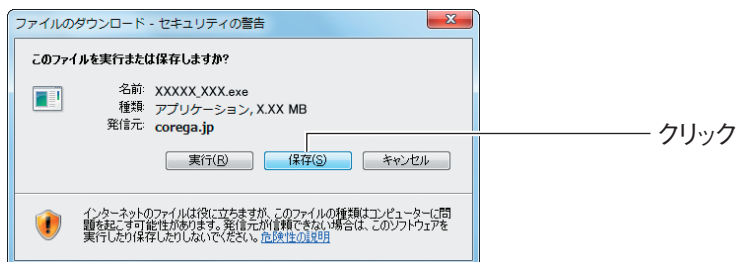 ファイルのダウンロード - セキュリティの警告
このファイルを実行または保存しますか?
名前: XXXXX_XXX.exe
種類: アプリケーション, X.XX MB
発信元: corega.jp
実行(R) 保存(S) キャンセル
クリック
インターネットのファイルは役に立ちますが、このファイルの種類はコンピューターに問
題を起こす可能性があります。発信元が信頼できない場合は、このソフトウェアを
実行したり保存したりしないでください。危険性の説明